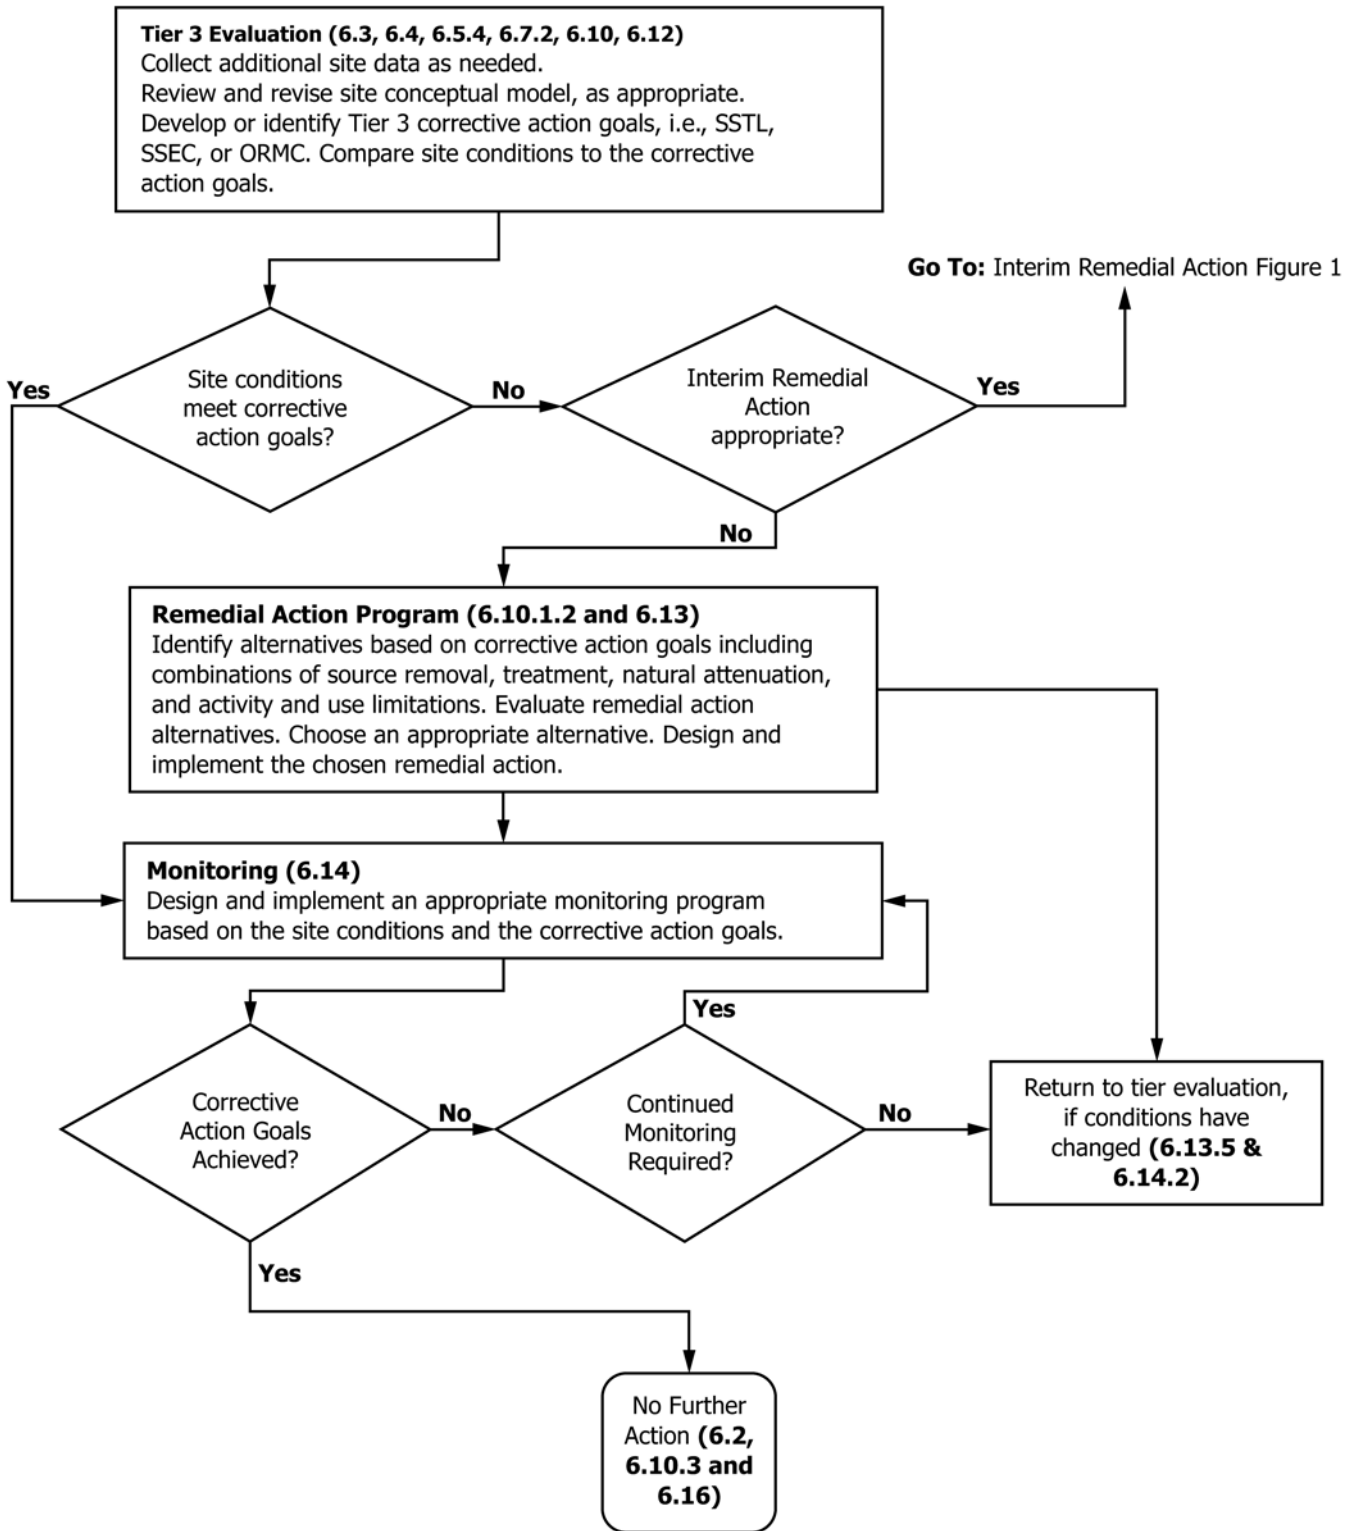 Tier 3 Evaluation (6.3, 6.4, 6.5.4, 6.7.2, 6.10, 6.12)
Collect additional site data as needed.
Review and revise site conceptual model, as appropriate.
Develop or identify Tier 3 corrective action goals, i.e., SSTL,
SSEC, or ORMC. Compare site conditions to the corrective
action goals.
Go To: Interim Remedial Action Figure 1
Yes
Site conditions
meet corrective
action goals?
No
Interim Remedial
Action
appropriate?
Yes
No
Remedial Action Program (6.10.1.2 and 6.13)
Identify alternatives based on corrective action goals including
combinations of source removal, treatment, natural attenuation,
and activity and use limitations. Evaluate remedial action
alternatives. Choose an appropriate alternative. Design and
implement the chosen remedial action.
Monitoring (6.14)
Design and implement an appropriate monitoring program
based on the site conditions and the corrective action goals.
Yes
Corrective
Action Goals
Achieved?
No
Continued
Monitoring
Required?
No
Return to tier evaluation,
if conditions have
changed (6.13.5 &
6.14.2)
Yes
No Further
Action (6.2,
6.10.3 and
6.16)